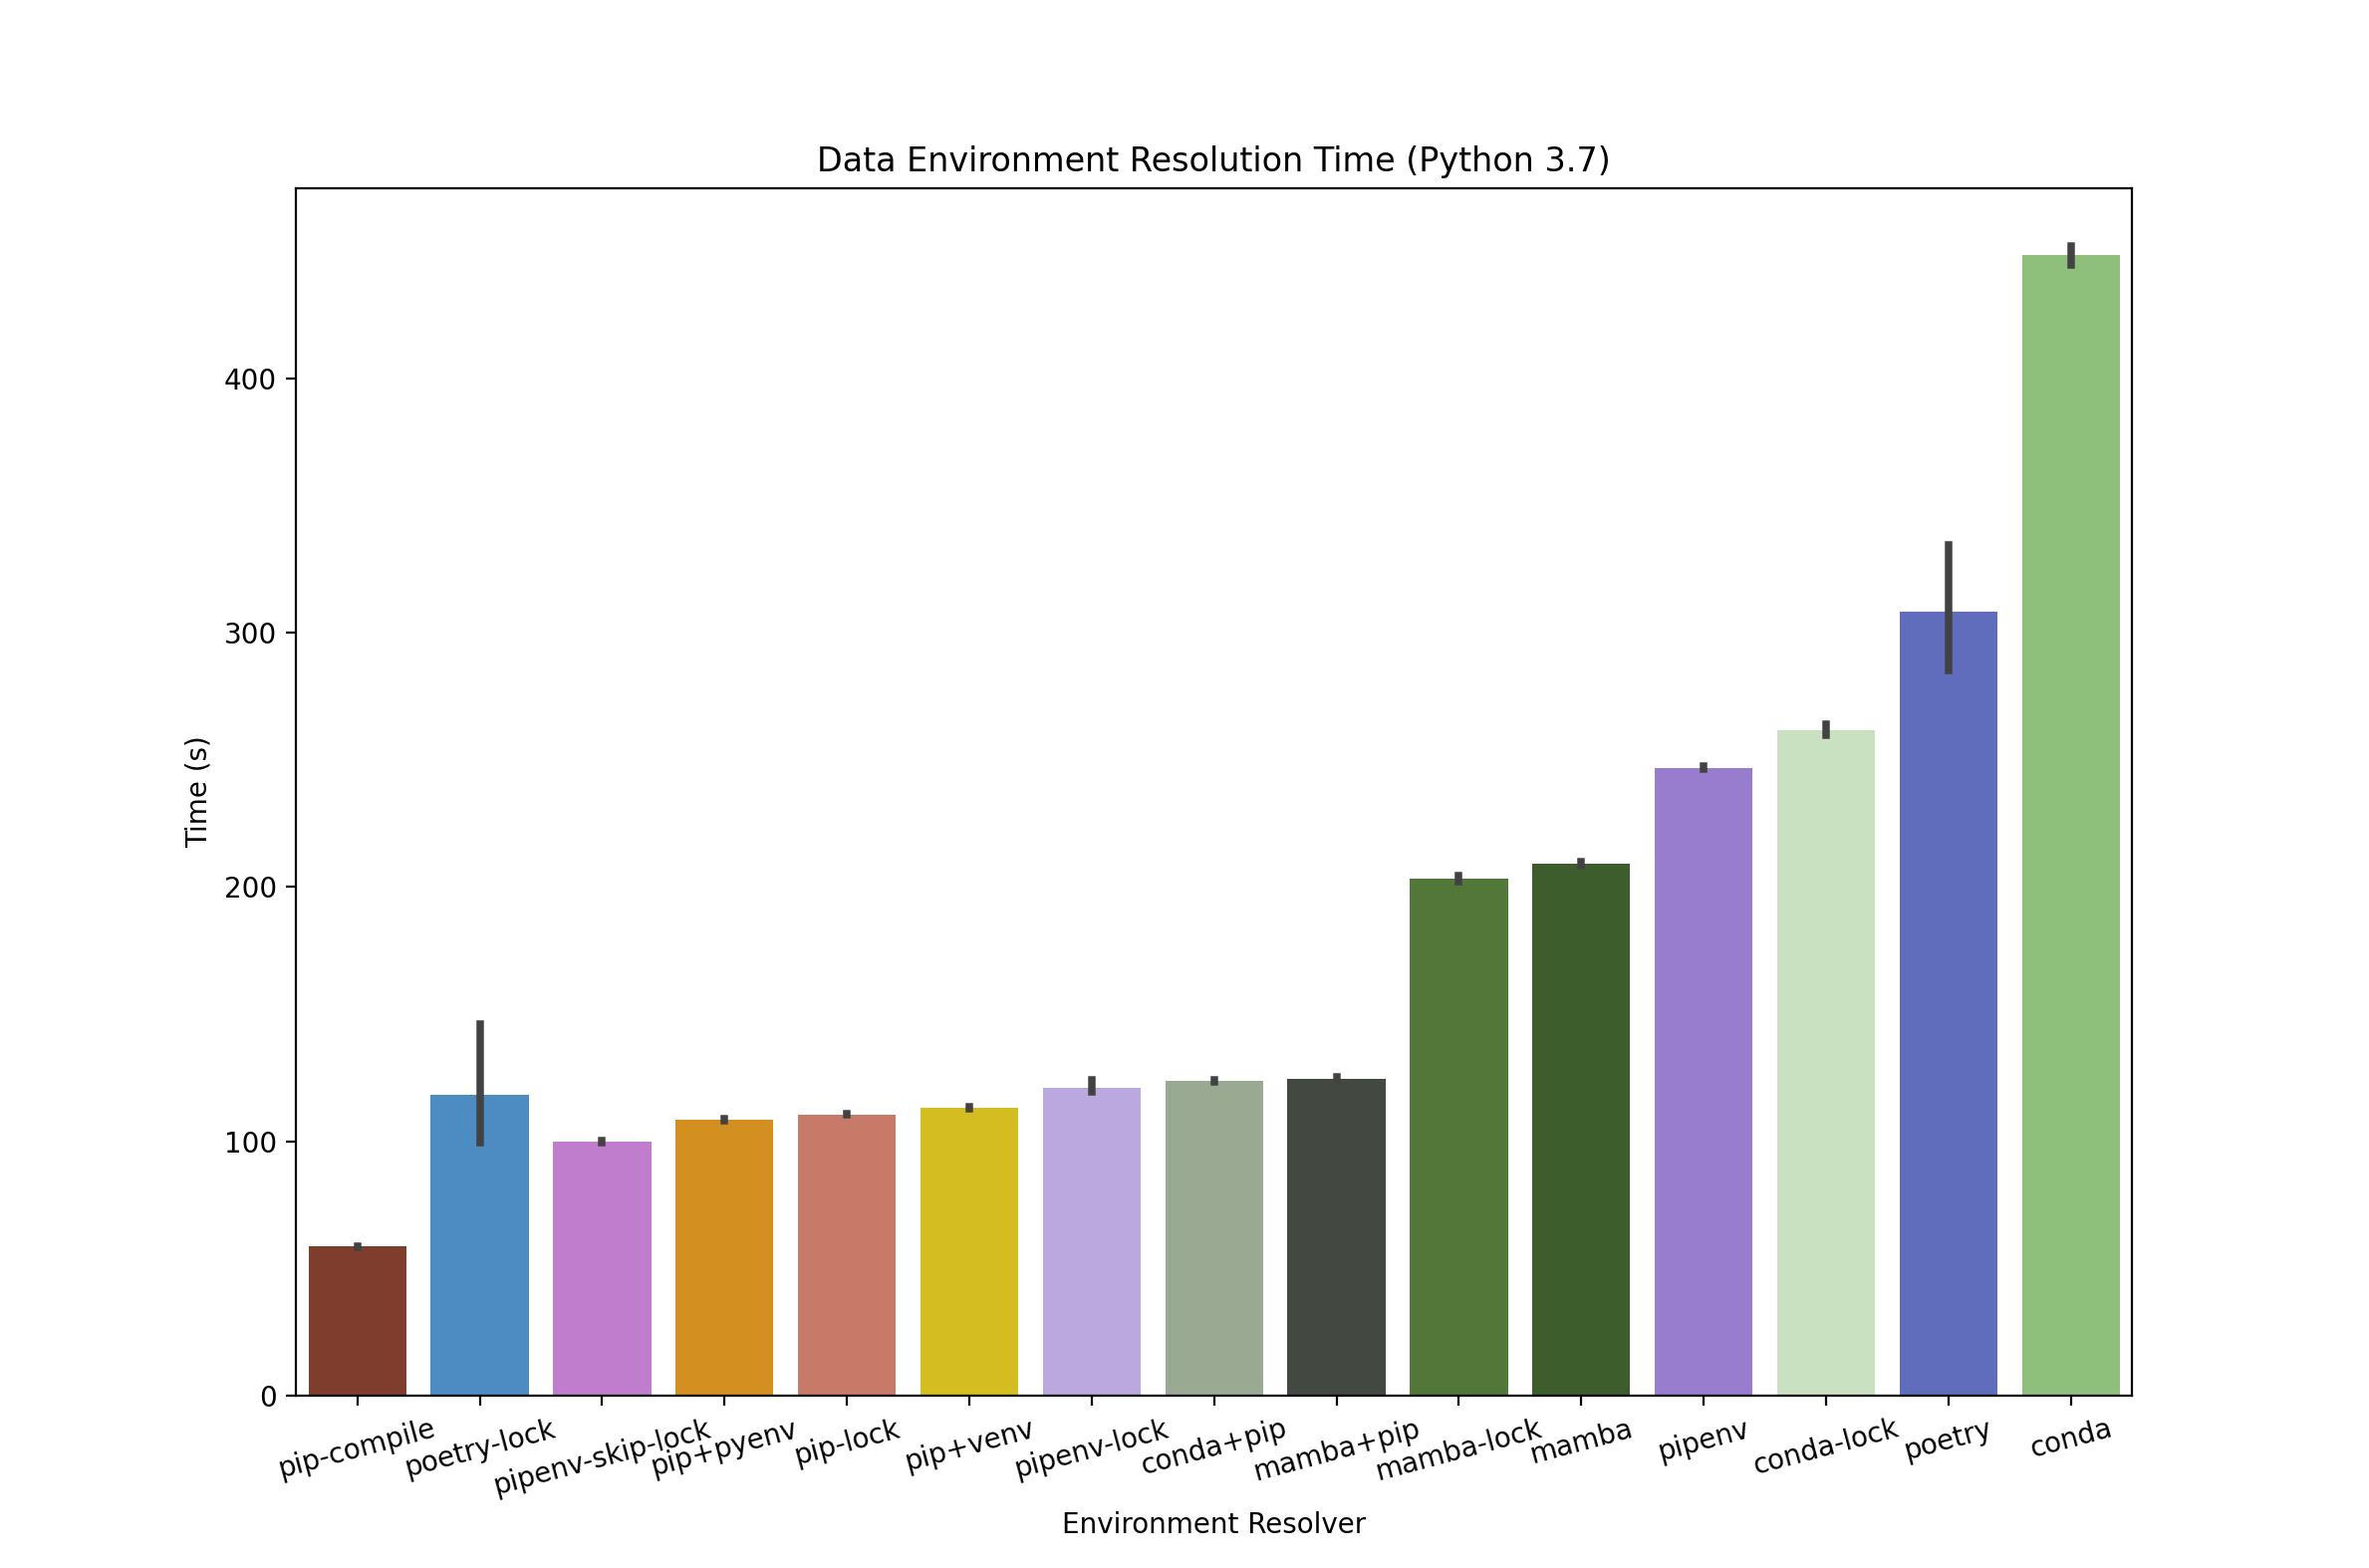 Data Environment Resolution Time (Python 3.7)
Time (s)
400
300
200
100
0
pip-compile
poetry-lock
pipenv-skip-lock
pip+pyenv
pip-lock
pip+venv
pipenv-lock
conda+pip
mamba+pip
mamba-lock
mamba
pipenv
conda-lock
poetry
conda
Environment Resolver